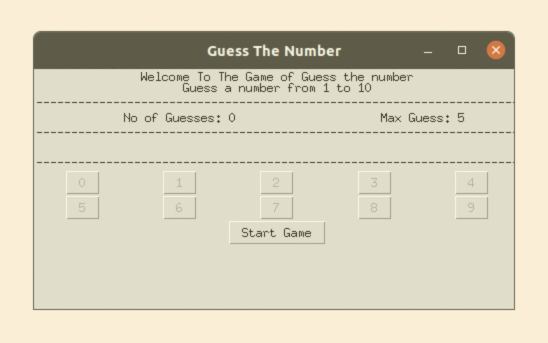 Guess The Number
Welcome To The Game of Guess the number
Guess a number from 1 to 10
No of Guesses: 0 Max Guess: 5
0 1 2 3 4
5 6 7 8 9
Start Game